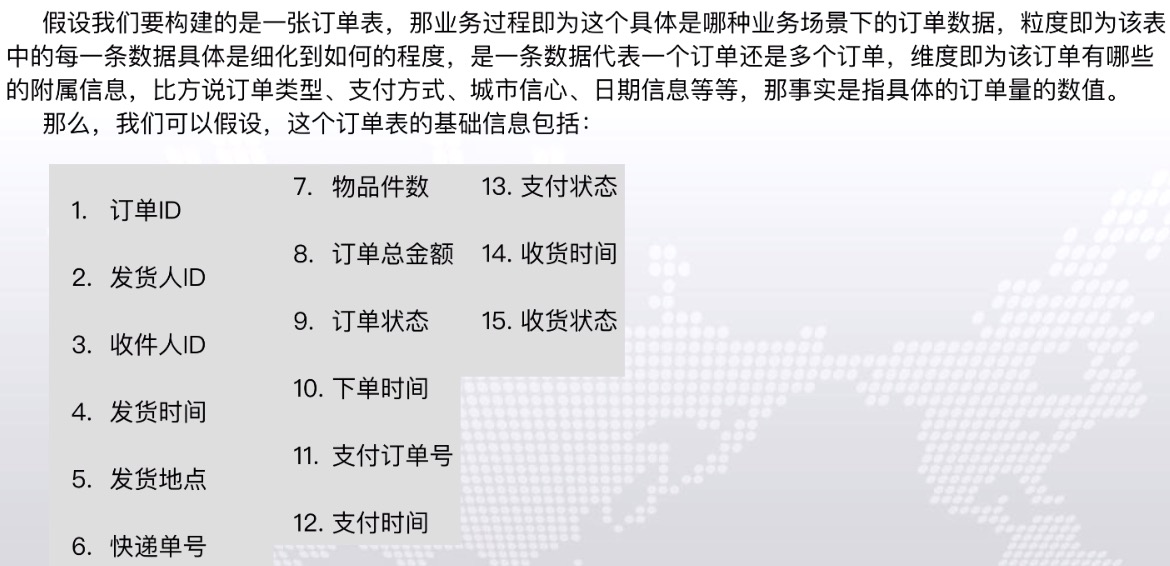 假设我们要构建的是一张订单表，那业务过程即为这个具体是哪种业务场景下的订单数据，粒度即为该表
中的每一条数据具体是细化到如何的程度，是一条数据代表一个订单还是多个订单，维度即为该订单有哪些
的附属信息，比方说订单类型、支付方式、城市信心、日期信息等等，那事实是指具体的订单量的数值。
那么，我们可以假设，这个订单表的基础信息包括：
1. 订单ID
2. 发货人ID
3. 收件人ID
4. 发货时间
5. 发货地点
6. 快递单号
7. 物品件数
8. 订单总金额
9. 订单状态
10. 下单时间
11. 支付订单号
12. 支付时间
13. 支付状态
14. 收货时间
15. 收货状态